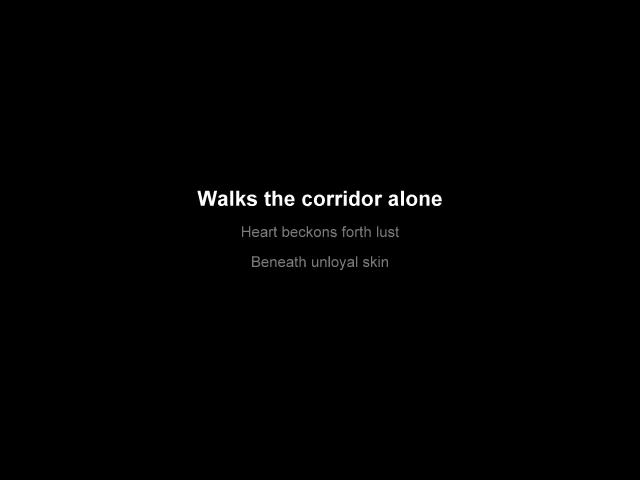 Walks the corridor alone
Heart beckons forth lust
Beneath unloyal skin